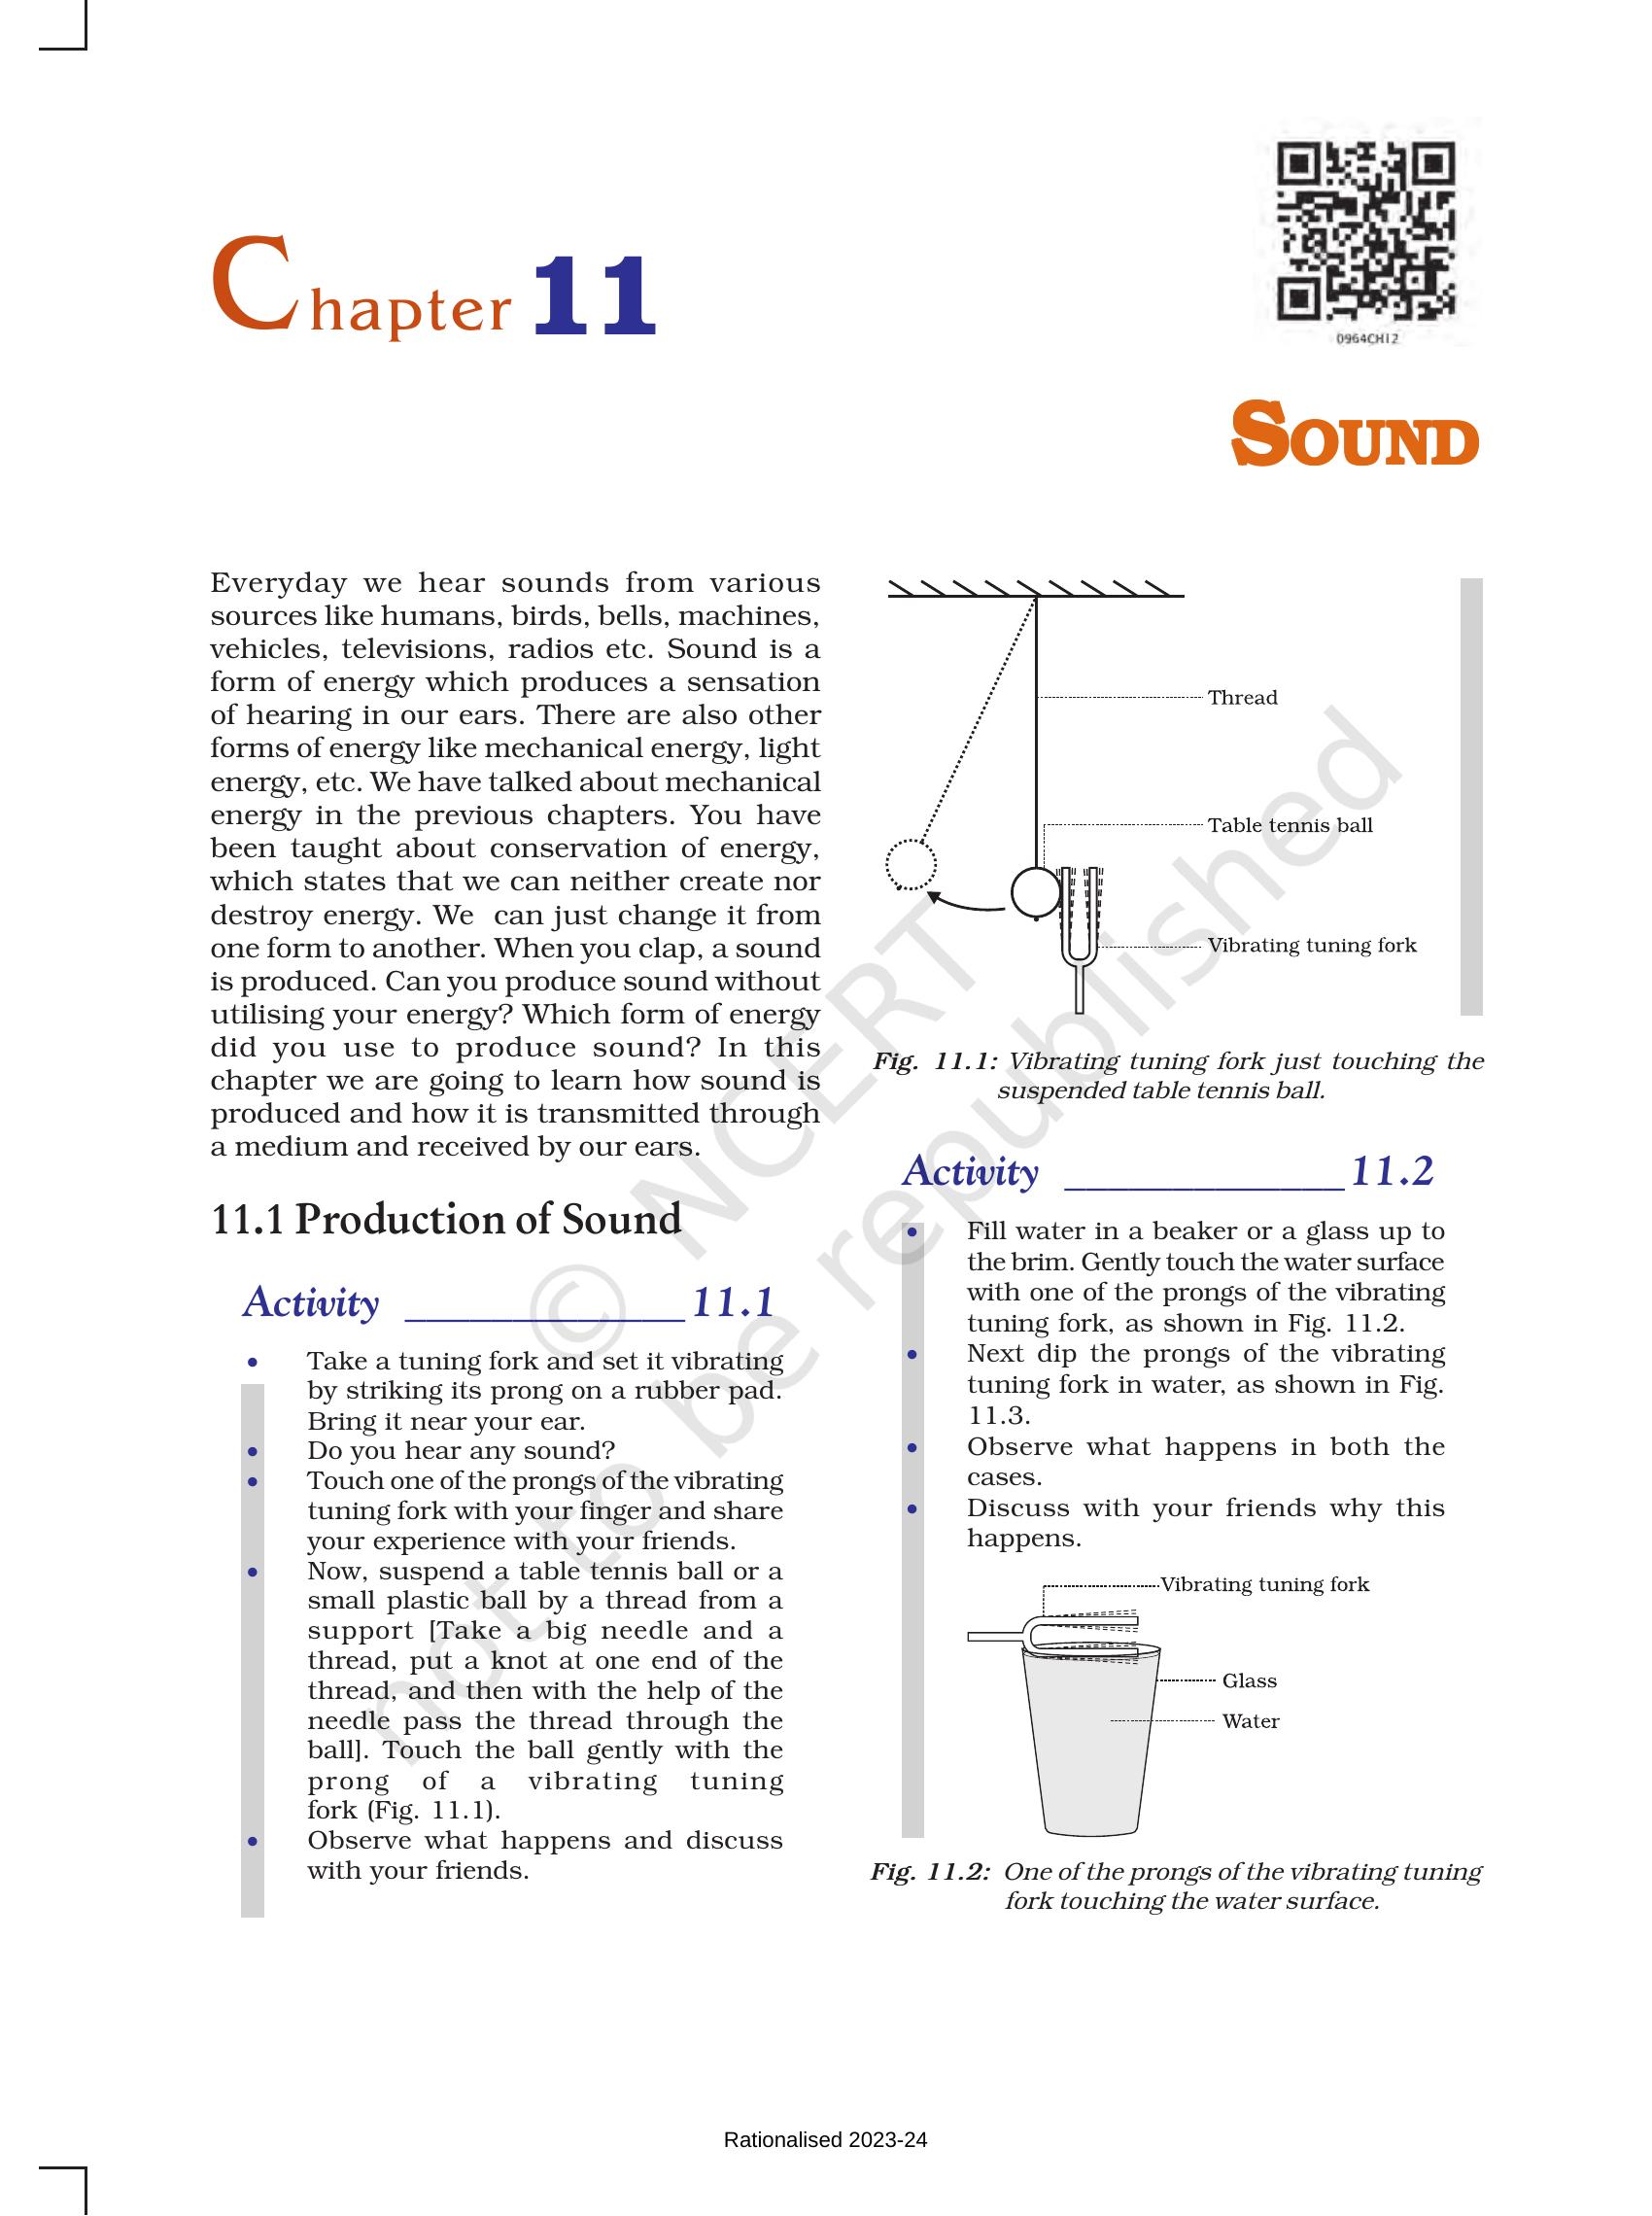 Chapter 11
0964CH12
SOUND
Everyday we hear sounds from various
sources like humans, birds, bells, machines,
vehicles, televisions, radios etc. Sound is a
form of energy which produces a sensation
of hearing in our ears. There are also other
forms of energy like mechanical energy, light
energy, etc. We have talked about mechanical
energy in the previous chapters. You have
been taught about conservation of energy,
which states that we can neither create nor
destroy energy. We can just change it from
one form to another. When you clap, a sound
is produced. Can you produce sound without
utilising your energy? Which form of energy
did you use to produce sound? In this
chapter we are going to learn how sound is
produced and how it is transmitted through
a medium and received by our ears.
11.1 Production of Sound
Activity _____________ 11.1
• Take a tuning fork and set it vibrating
by striking its prong on a rubber pad.
Bring it near your ear.
• Do you hear any sound?
• Touch one of the prongs of the vibrating
tuning fork with your finger and share
your experience with your friends.
• Now, suspend a table tennis ball or a
small plastic ball by a thread from a
support [Take a big needle and a
thread, put a knot at one end of the
thread, and then with the help of the
needle pass the thread through the
ball]. Touch the ball gently with the
prong of a vibrating tuning
fork (Fig. 11.1).
• Observe what happens and discuss
with your friends.
Thread
Table tennis ball
Vibrating tuning fork
Fig. 11.1: Vibrating tuning fork just touching the
suspended table tennis ball.
Activity _____________ 11.2
• Fill water in a beaker or a glass up to
the brim. Gently touch the water surface
with one of the prongs of the vibrating
tuning fork, as shown in Fig. 11.2.
• Next dip the prongs of the vibrating
tuning fork in water, as shown in Fig.
11.3.
• Observe what happens in both the
cases.
• Discuss with your friends why this
happens.
Vibrating tuning fork
Glass
Water
Fig. 11.2: One of the prongs of the vibrating tuning
fork touching the water surface.
© NCERT
not to be republished
Rationalised 2023-24